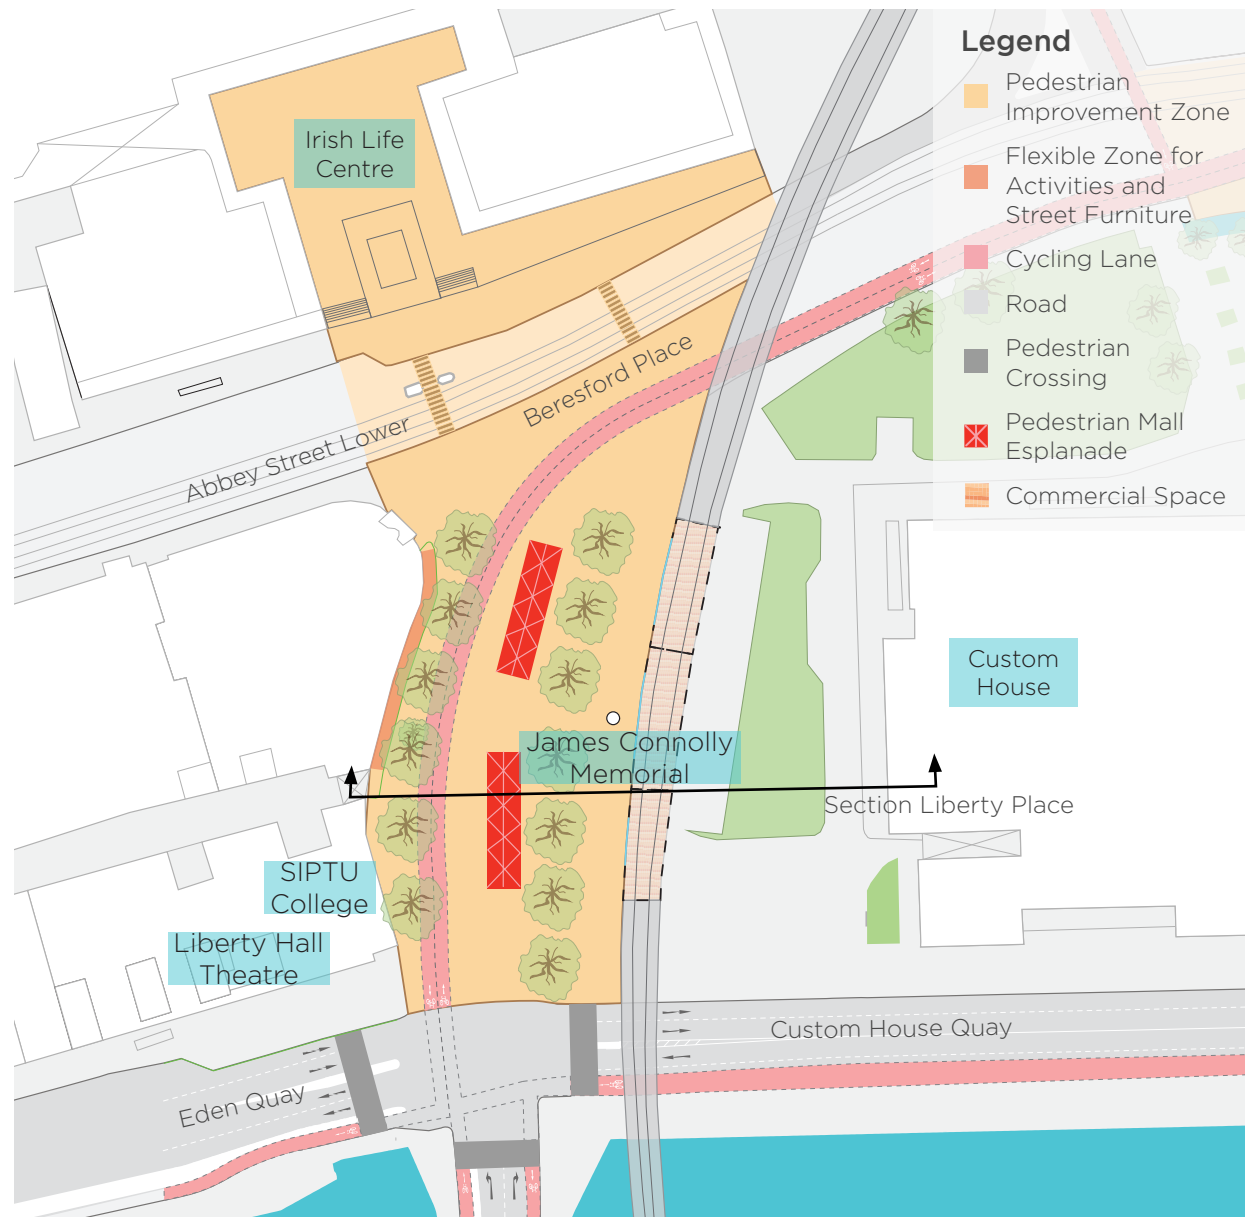 Legend
Pedestrian
Improvement Zone
Flexible Zone for
Activities and
Street Furniture
Cycling Lane
Road
Pedestrian
Crossing
Pedestrian Mall
Esplanade
Commercial Space
Irish Life
Centre
Beresford Place
Abbey Street Lower
Custom
House
James Connolly
Memorial
Section Liberty Place
SIPTU
College
Liberty Hall
Theatre
Custom House Quay
Eden Quay